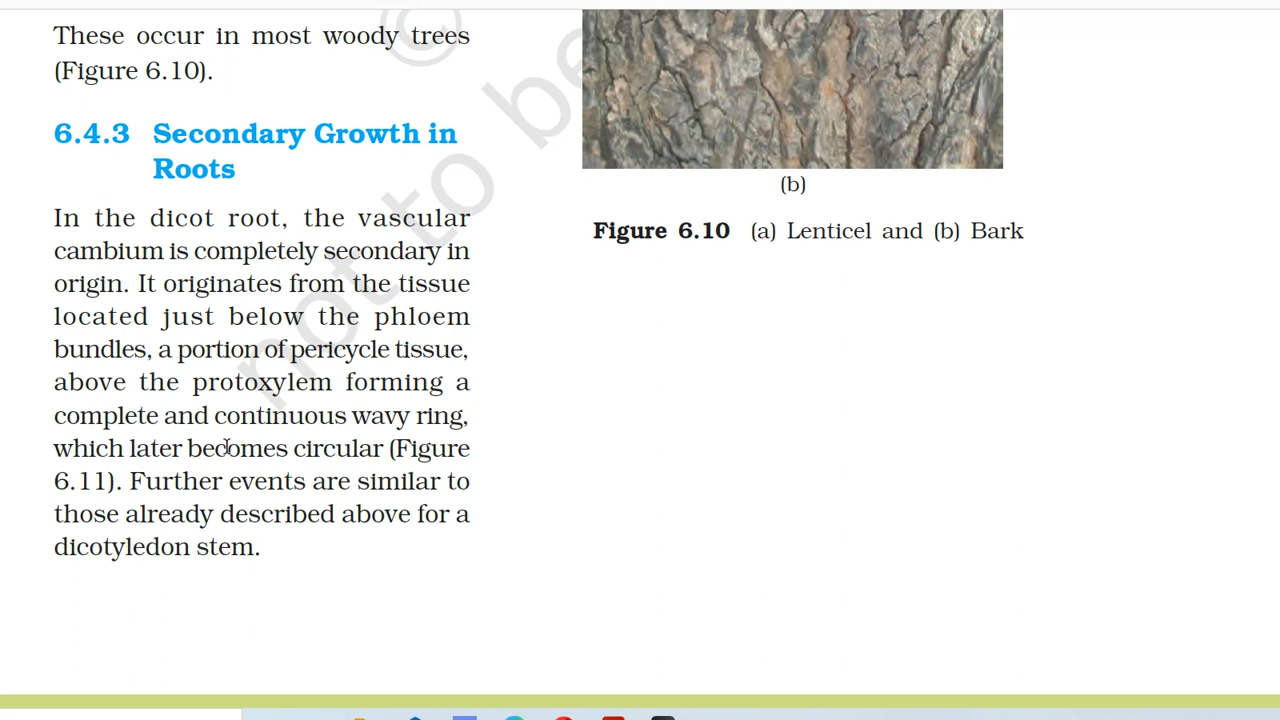 These occur in most woody trees
(Figure 6.10).
6.4.3 Secondary Growth in
Roots
In the dicot root, the vascular
cambium is completely secondary in
origin. It originates from the tissue
located just below the phloem
bundles, a portion of pericycle tissue,
above the protoxylem forming a
complete and continuous wavy ring,
which later becomes circular (Figure
6.11). Further events are similar to
those already described above for a
dicotyledon stem.
(b)
Figure 6.10 (a) Lenticel and (b) Bark
©
not to be